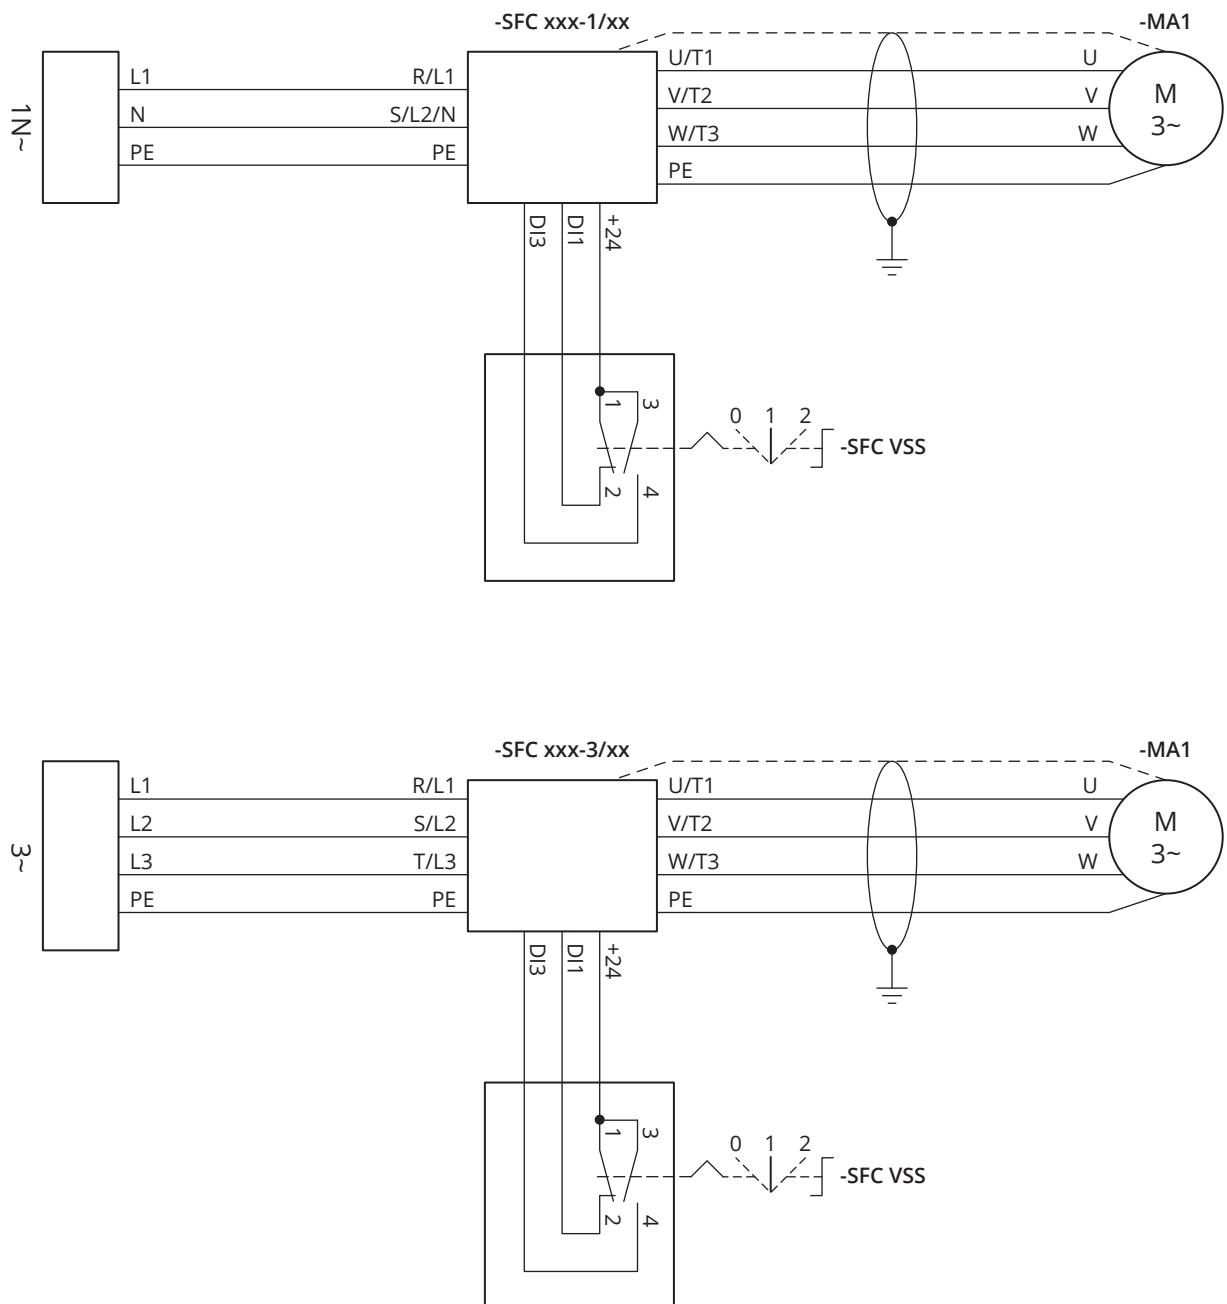 -SFC xxx-1/xx
-MA1
1N~
L1
R/L1
N
S/L2/N
PE
PE
U/T1
U
V/T2
V
W/T3
W
PE
M
3~
DI3
DI1
+24
1
3
2
4
0
1
2
-SFC VSS
-SFC xxx-3/xx
-MA1
3~
L1
R/L1
L2
S/L2
L3
T/L3
PE
PE
U/T1
U
V/T2
V
W/T3
W
PE
M
3~
DI3
DI1
+24
1
3
2
4
0
1
2
-SFC VSS